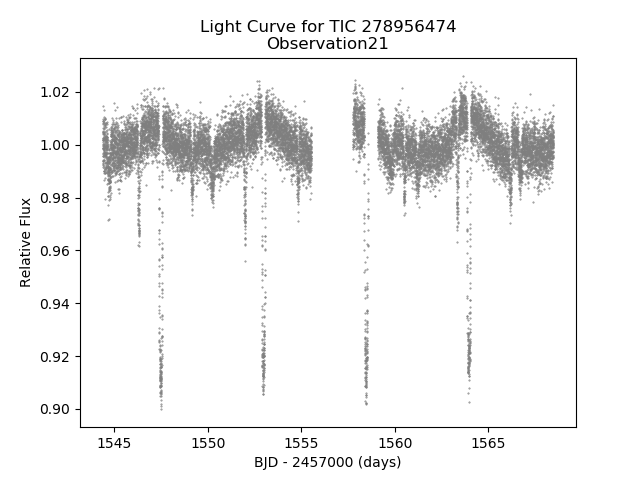 Light Curve for TIC 278956474
Observation21
1.02
1.00
0.98
0.96
0.94
0.92
0.90
Relative Flux
1545 1550 1555 1560 1565
BJD - 2457000 (days)